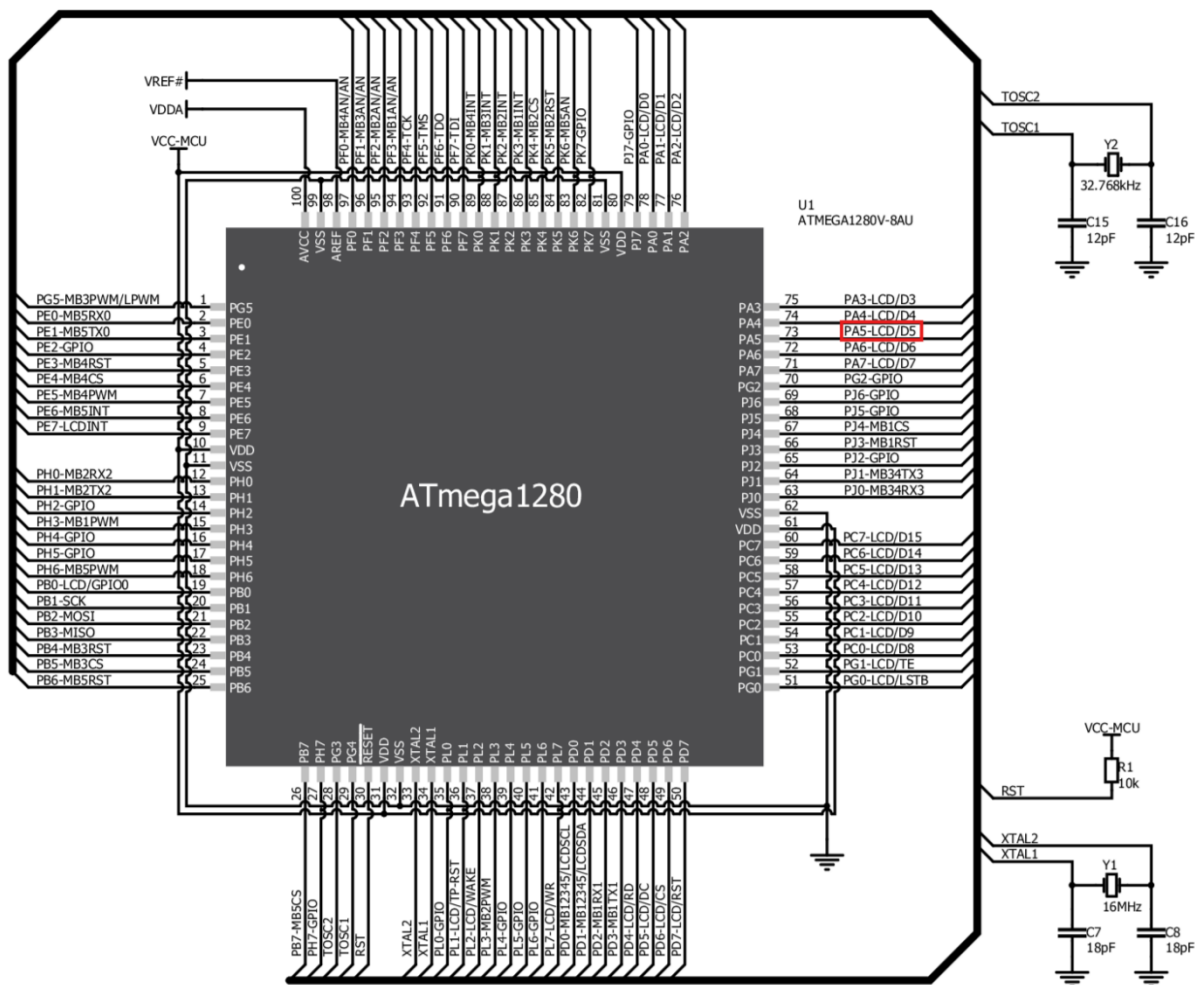 VREF#
VDDA
VCC-MCU
PF0-MB4AN/AN
PF1-MB3AN/AN
PF2-MB2AN/AN
PF3-MB1AN/AN
PF4-TCK
PF5-TMS
PF6-TDO
PF7-TDI
PK0-MB4INT
PK1-MB3INT
PK2-MB2INT
PK3-MB1INT
PK4-MB2CS
PK5-MB2RST
PK6-MB5AN
PK7-GPIO
PJ7-GPIO
PA0-LCD/D0
PA1-LCD/D1
PA2-LCD/D2
100 99 98 97 96 95 94 93 92 91 90 89 88 87 86 85 84 83 82 81 80 79 78 77 76
AVCC VSS AREF PF0 PF1 PF2 PF3 PF4 PF5 PF6 PF7 PK0 PK1 PK2 PK3 PK4 PK5 PK6 PK7 VSS VDD PJ7 PA0 PA1 PA2
U1
ATMEGA1280V-8AU
PG5-MB3PWM/LPWM 1 PG5
PE0-MB5RX0 2 PE0
PE1-MB5TX0 3 PE1
PE2-GPIO 4 PE2
PE3-MB4RST 5 PE3
PE4-MB4CS 6 PE4
PE5-MB4PWM 7 PE5
PE6-MB5INT 8 PE6
PE7-LCDINT 9 PE7
10 VDD
11 VSS
PH0-MB2RX2 12 PH0
PH1-MB2TX2 13 PH1
PH2-GPIO 14 PH2
PH3-MB1PWM 15 PH3
PH4-GPIO 16 PH4
PH5-GPIO 17 PH5
PH6-MB5PWM 18 PH6
PB0-LCD/GPIO0 19 PB0
PB1-SCK 20 PB1
PB2-MOSI 21 PB2
PB3-MISO 22 PB3
PB4-MB3RST 23 PB4
PB5-MB3CS 24 PB5
PB6-MB5RST 25 PB6
ATmega1280
PA3 75 PA3-LCD/D3
PA4 74 PA4-LCD/D4
PA5 73 PA5-LCD/D5
PA6 72 PA6-LCD/D6
PA7 71 PA7-LCD/D7
PG2 70 PG2-GPIO
PJ6 69 PJ6-GPIO
PJ5 68 PJ5-GPIO
PJ4 67 PJ4-MB1CS
PJ3 66 PJ3-MB1RST
PJ2 65 PJ2-GPIO
PJ1 64 PJ1-MB34TX3
PJ0 63 PJ0-MB34RX3
VSS 62
VDD 61
PC7 60 PC7-LCD/D15
PC6 59 PC6-LCD/D14
PC5 58 PC5-LCD/D13
PC4 57 PC4-LCD/D12
PC3 56 PC3-LCD/D11
PC2 55 PC2-LCD/D10
PC1 54 PC1-LCD/D9
PC0 53 PC0-LCD/D8
PG1 52 PG1-LCD/TE
PG0 51 PG0-LCD/LSTB
PB7 PH7 PG3 PG4 RESET VDD VSS XTAL2 XTAL1 PL0 PL1 PL2 PL3 PL4 PL5 PL6 PL7 PD0 PD1 PD2 PD3 PD4 PD5 PD6 PD7
26 27 28 29 30 31 32 33 34 35 36 37 38 39 40 41 42 43 44 45 46 47 48 49 50
PB7-MB5CS
PH7-GPIO
TOSC2
TOSC1
RST
XTAL2
XTAL1
PL0-GPIO
PL1-LCD/TP-RST
PL2-LCD/WAKE
PL3-MB2PWM
PL4-GPIO
PL5-GPIO
PL6-GPIO
PL7-LCD/WR
PD0-MB12345/LCDSCL
PD1-MB12345/LCDSDA
PD2-MB1RX1
PD3-MB1TX1
PD4-LCD/RD
PD5-LCD/DC
PD6-LCD/CS
PD7-LCD/RST
TOSC2
TOSC1
Y2
32.768kHz
C15
12pF
C16
12pF
VCC-MCU
R1
10k
RST
XTAL2
XTAL1
Y1
16MHz
C7
18pF
C8
18pF